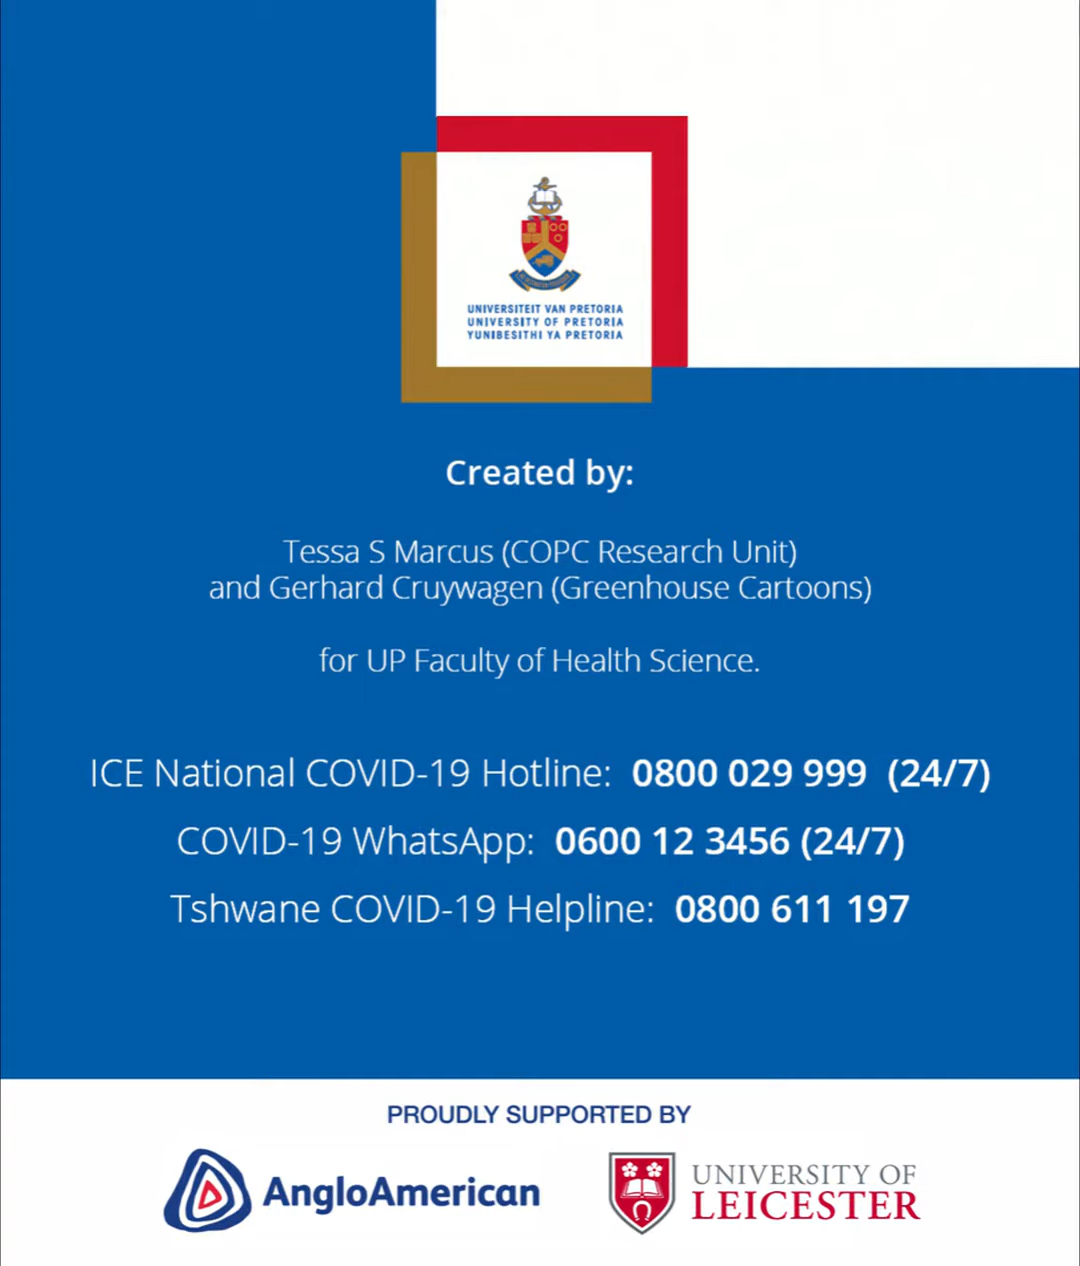 UNIVERSITEIT VAN PRETORIA
UNIVERSITY OF PRETORIA
YUNIBESITHI YA PRETORIA
Created by:
Tessa S Marcus (COPC Research Unit)
and Gerhard Cruywagen (Greenhouse Cartoons)
for UP Faculty of Health Science.
ICE National COVID-19 Hotline: 0800 029 999 (24/7)
COVID-19 WhatsApp: 0600 12 3456 (24/7)
Tshwane COVID-19 Helpline: 0800 611 197
PROUDLY SUPPORTED BY
AngloAmerican
UNIVERSITY OF
LEICESTER